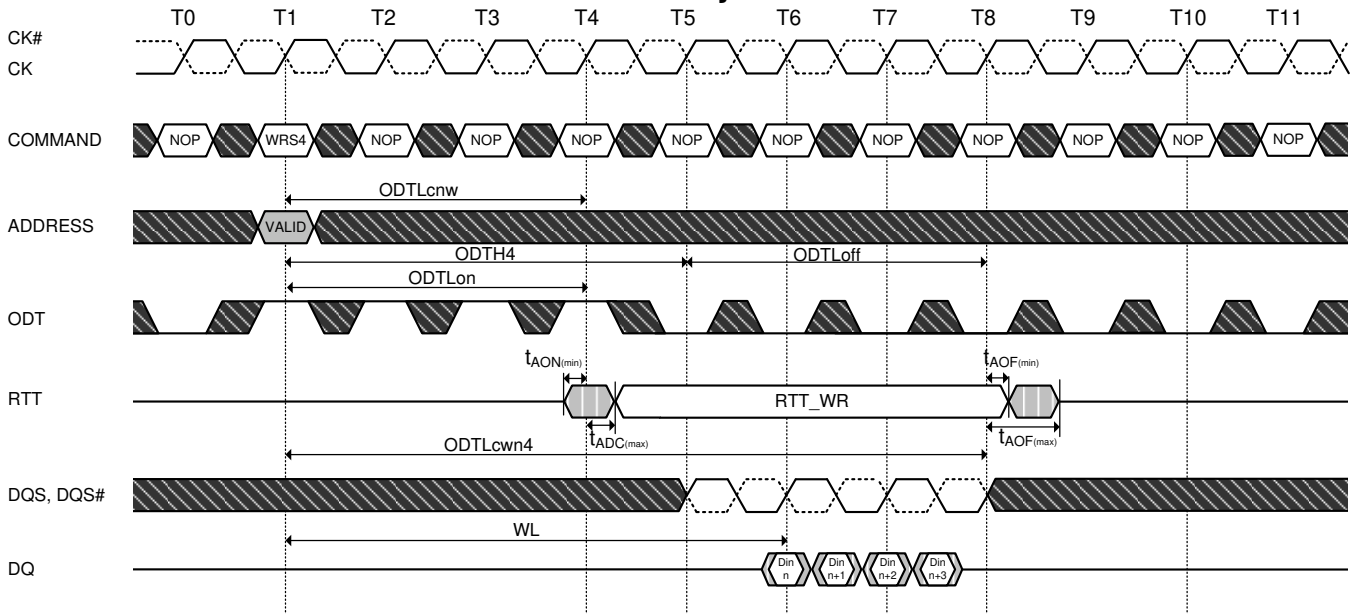 T0 T1 T2 T3 T4 T5 T6 T7 T8 T9 T10 T11
CK#
CK
COMMAND NOP WRS4 NOP NOP NOP NOP NOP NOP NOP NOP NOP NOP
ODTLcnw
ADDRESS VALID
ODTH4 ODTLoff
ODTLon
ODT
tAON(min) tAOF(min)
RTT RTT_WR
tADC(max) tAOF(max)
ODTLcwn4
DQS, DQS#
WL
DQ Din n Din n+1 Din n+2 Din n+3